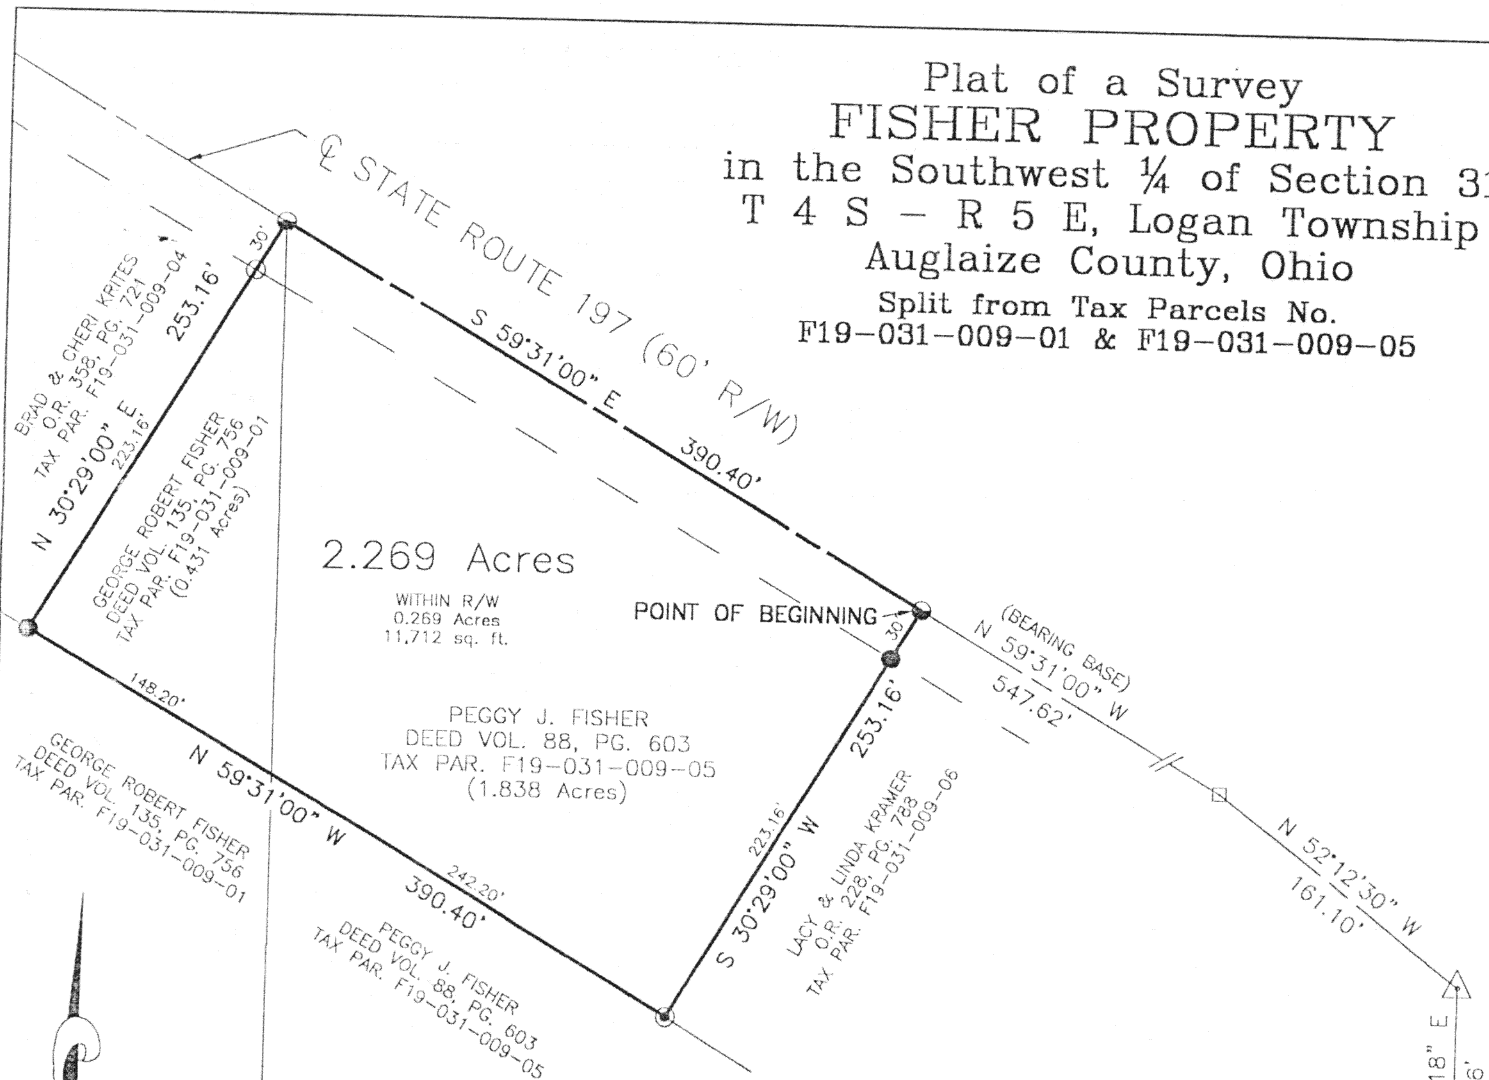 Plat of a Survey
FISHER PROPERTY
in the Southwest ¼ of Section 31
T 4 S – R 5 E, Logan Township
Auglaize County, Ohio
Split from Tax Parcels No.
F19-031-009-01 & F19-031-009-05
℄ STATE ROUTE 197 (60' R/W)
S 59°31'00" E
390.40'
30'
253.16'
N 30°29'00" E
223.16'
BRAD & CHERI KRITES
O.R. 358, PG. 721
TAX PAR. F19-031-009-04
GEORGE ROBERT FISHER
DEED VOL. 135, PG. 756
TAX PAR. F19-031-009-01
(0.431 Acres)
2.269 Acres
WITHIN R/W
0.269 Acres
11,712 sq. ft.
POINT OF BEGINNING
30'
(BEARING BASE)
N 59°31'00" W
547.62'
PEGGY J. FISHER
DEED VOL. 88, PG. 603
TAX PAR. F19-031-009-05
(1.838 Acres)
253.16'
223.16'
S 30°29'00" W
LACY & LINDA KRAMER
O.R. 228, PG. 788
TAX PAR. F19-031-009-06
N 52°12'30" W
161.10'
148.20'
N 59°31'00" W
242.20'
390.40'
GEORGE ROBERT FISHER
DEED VOL. 135, PG. 756
TAX PAR. F19-031-009-01
PEGGY J. FISHER
DEED VOL. 88, PG. 603
TAX PAR. F19-031-009-05
18" E
6'